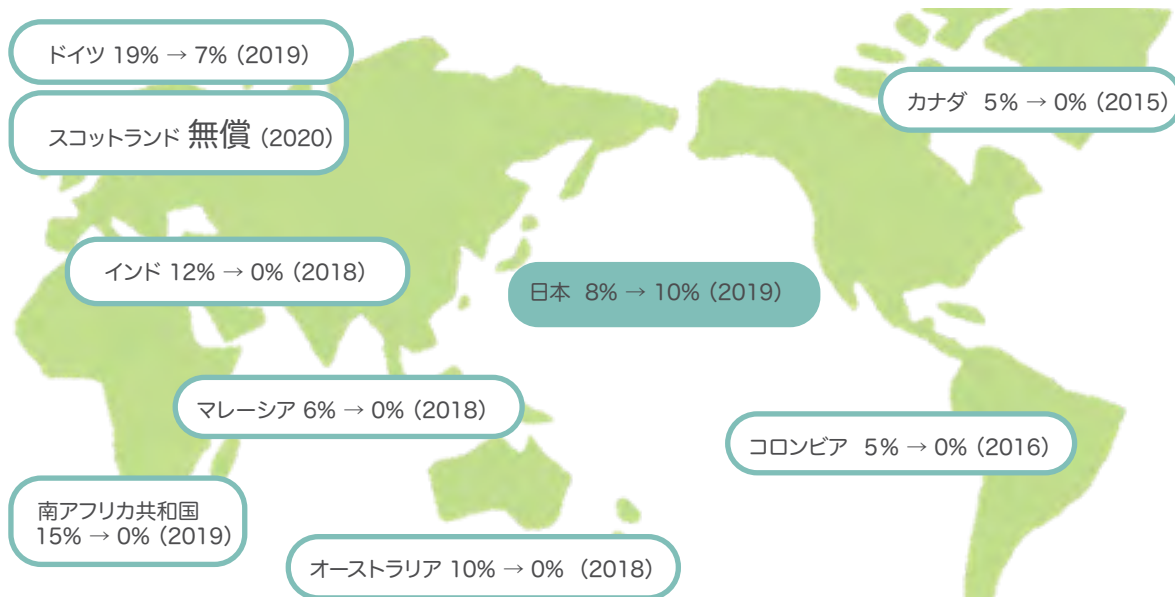 ドイツ 19% → 7% (2019)
スコットランド 無償 (2020)
カナダ 5% → 0% (2015)
インド 12% → 0% (2018)
日本 8% → 10% (2019)
マレーシア 6% → 0% (2018)
コロンビア 5% → 0% (2016)
南アフリカ共和国
15% → 0% (2019)
オーストラリア 10% → 0% (2018)